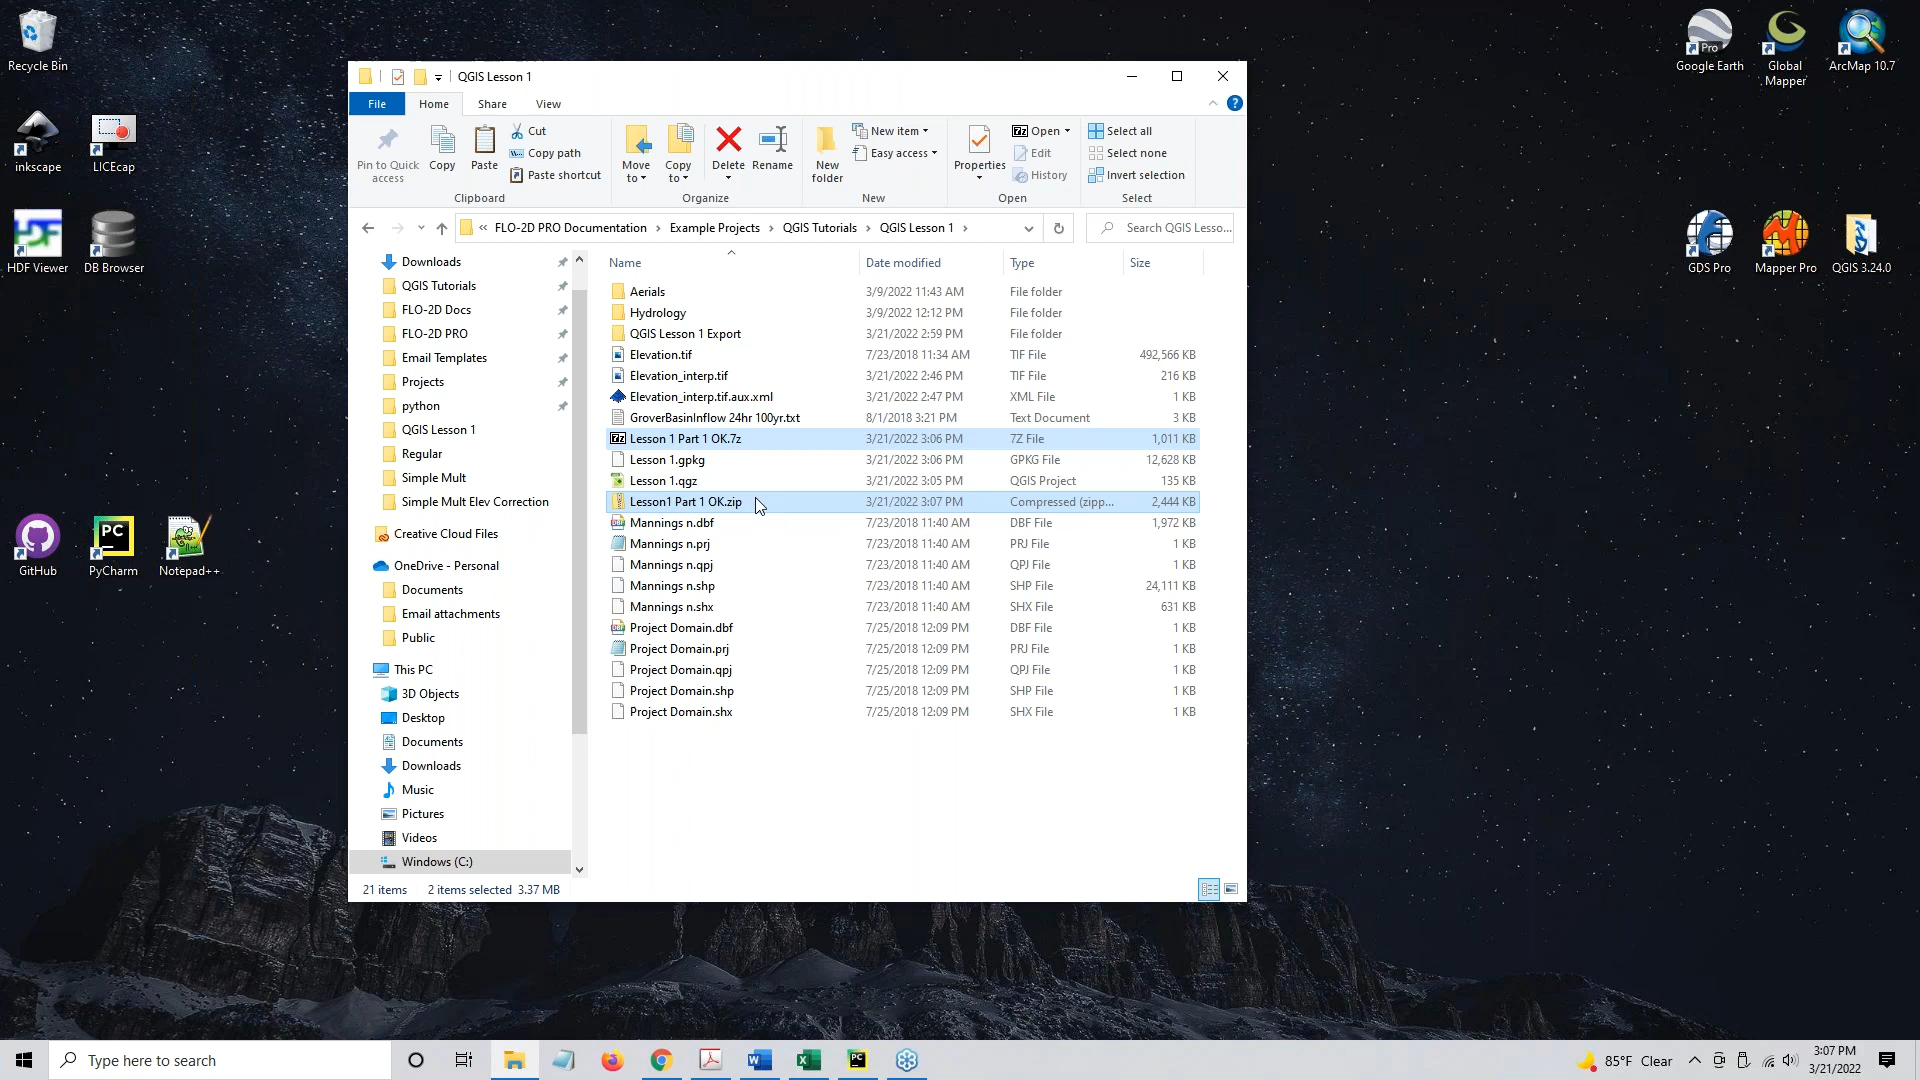 Recycle Bin
inkscape
LICEcap
HDF Viewer
DB Browser
GitHub
PyCharm
Notepad++
Google Earth
Global Mapper
ArcMap 10.7
GDS Pro
Mapper Pro
QGIS 3.24.0
QGIS Lesson 1
File Home Share View
Pin to Quick access
Copy
Paste
Cut
Copy path
Paste shortcut
Clipboard
Move to
Copy to
Delete
Rename
Organize
New folder
New item
Easy access
New
Properties
Open
Edit
History
Open
Select all
Select none
Invert selection
Select
« FLO-2D PRO Documentation › Example Projects › QGIS Tutorials › QGIS Lesson 1 ›
Search QGIS Lesso...
Downloads
QGIS Tutorials
FLO-2D Docs
FLO-2D PRO
Email Templates
Projects
python
QGIS Lesson 1
Regular
Simple Mult
Simple Mult Elev Correction
Creative Cloud Files
OneDrive - Personal
Documents
Email attachments
Public
This PC
3D Objects
Desktop
Documents
Downloads
Music
Pictures
Videos
Windows (C:)
Name Date modified Type Size
Aerials 3/9/2022 11:43 AM File folder
Hydrology 3/9/2022 12:12 PM File folder
QGIS Lesson 1 Export 3/21/2022 2:59 PM File folder
Elevation.tif 7/23/2018 11:34 AM TIF File 492,566 KB
Elevation_interp.tif 3/21/2022 2:46 PM TIF File 216 KB
Elevation_interp.tif.aux.xml 3/21/2022 2:47 PM XML File 1 KB
GroverBasinInflow 24hr 100yr.txt 8/1/2018 3:21 PM Text Document 3 KB
Lesson 1 Part 1 OK.7z 3/21/2022 3:06 PM 7Z File 1,011 KB
Lesson 1.gpkg 3/21/2022 3:06 PM GPKG File 12,628 KB
Lesson 1.qgz 3/21/2022 3:05 PM QGIS Project 135 KB
Lesson1 Part 1 OK.zip 3/21/2022 3:07 PM Compressed (zipp... 2,444 KB
Mannings n.dbf 7/23/2018 11:40 AM DBF File 1,972 KB
Mannings n.prj 7/23/2018 11:40 AM PRJ File 1 KB
Mannings n.qpj 7/23/2018 11:40 AM QPJ File 1 KB
Mannings n.shp 7/23/2018 11:40 AM SHP File 24,111 KB
Mannings n.shx 7/23/2018 11:40 AM SHX File 631 KB
Project Domain.dbf 7/25/2018 12:09 PM DBF File 1 KB
Project Domain.prj 7/25/2018 12:09 PM PRJ File 1 KB
Project Domain.qpj 7/25/2018 12:09 PM QPJ File 1 KB
Project Domain.shp 7/25/2018 12:09 PM SHP File 1 KB
Project Domain.shx 7/25/2018 12:09 PM SHX File 1 KB
21 items 2 items selected 3.37 MB
Type here to search
85°F Clear
3:07 PM
3/21/2022